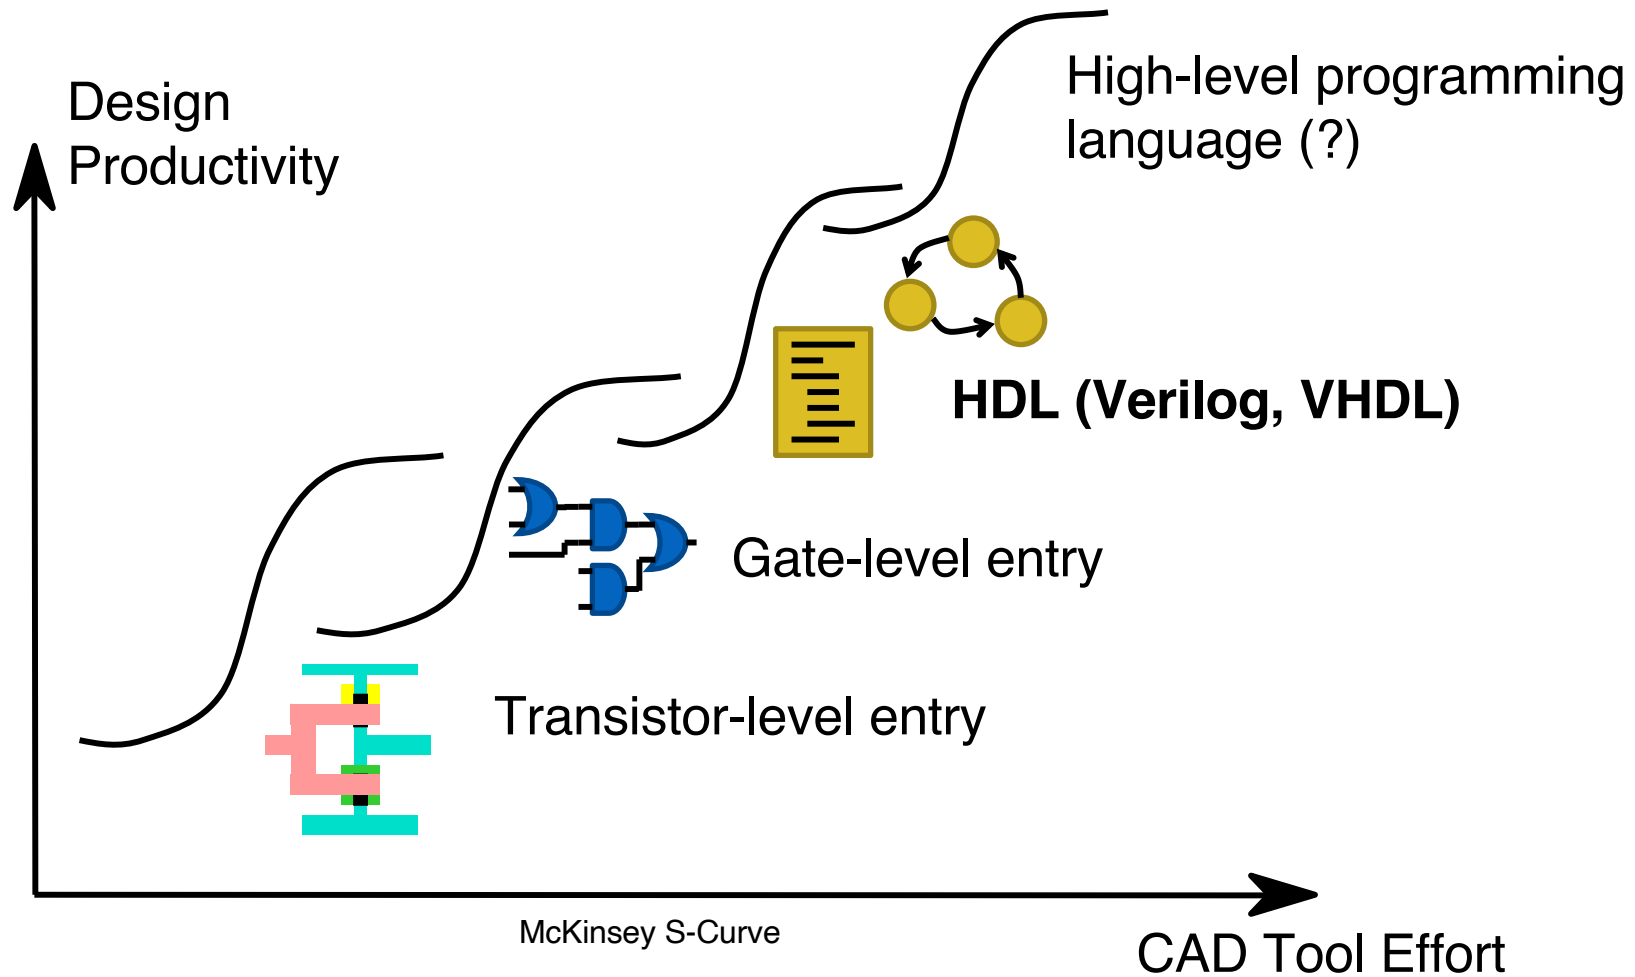 Design
Productivity
High-level programming
language (?)
HDL (Verilog, VHDL)
Gate-level entry
Transistor-level entry
McKinsey S-Curve
CAD Tool Effort